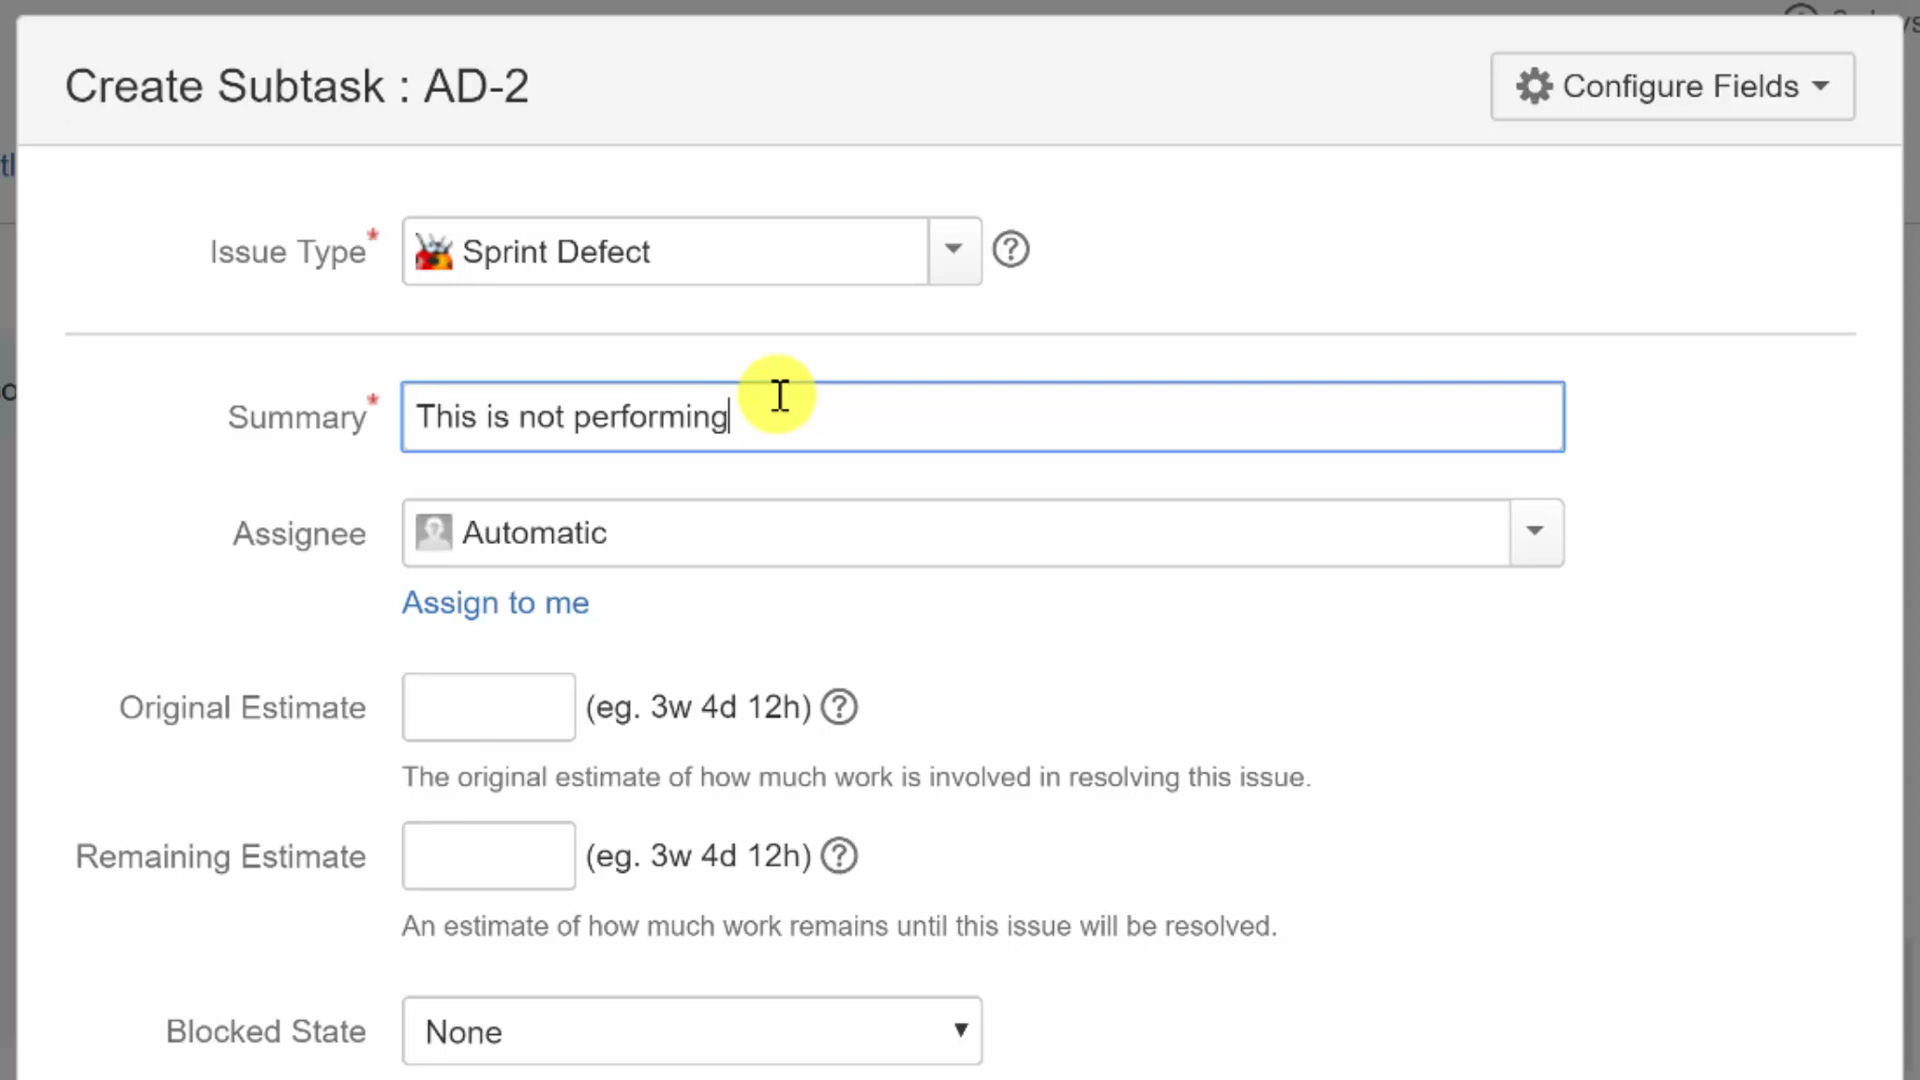 Create Subtask : AD-2
Configure Fields
Issue Type*
Sprint Defect
Summary*
This is not performing
Assignee
Automatic
Assign to me
Original Estimate
(eg. 3w 4d 12h)
The original estimate of how much work is involved in resolving this issue.
Remaining Estimate
(eg. 3w 4d 12h)
An estimate of how much work remains until this issue will be resolved.
Blocked State
None